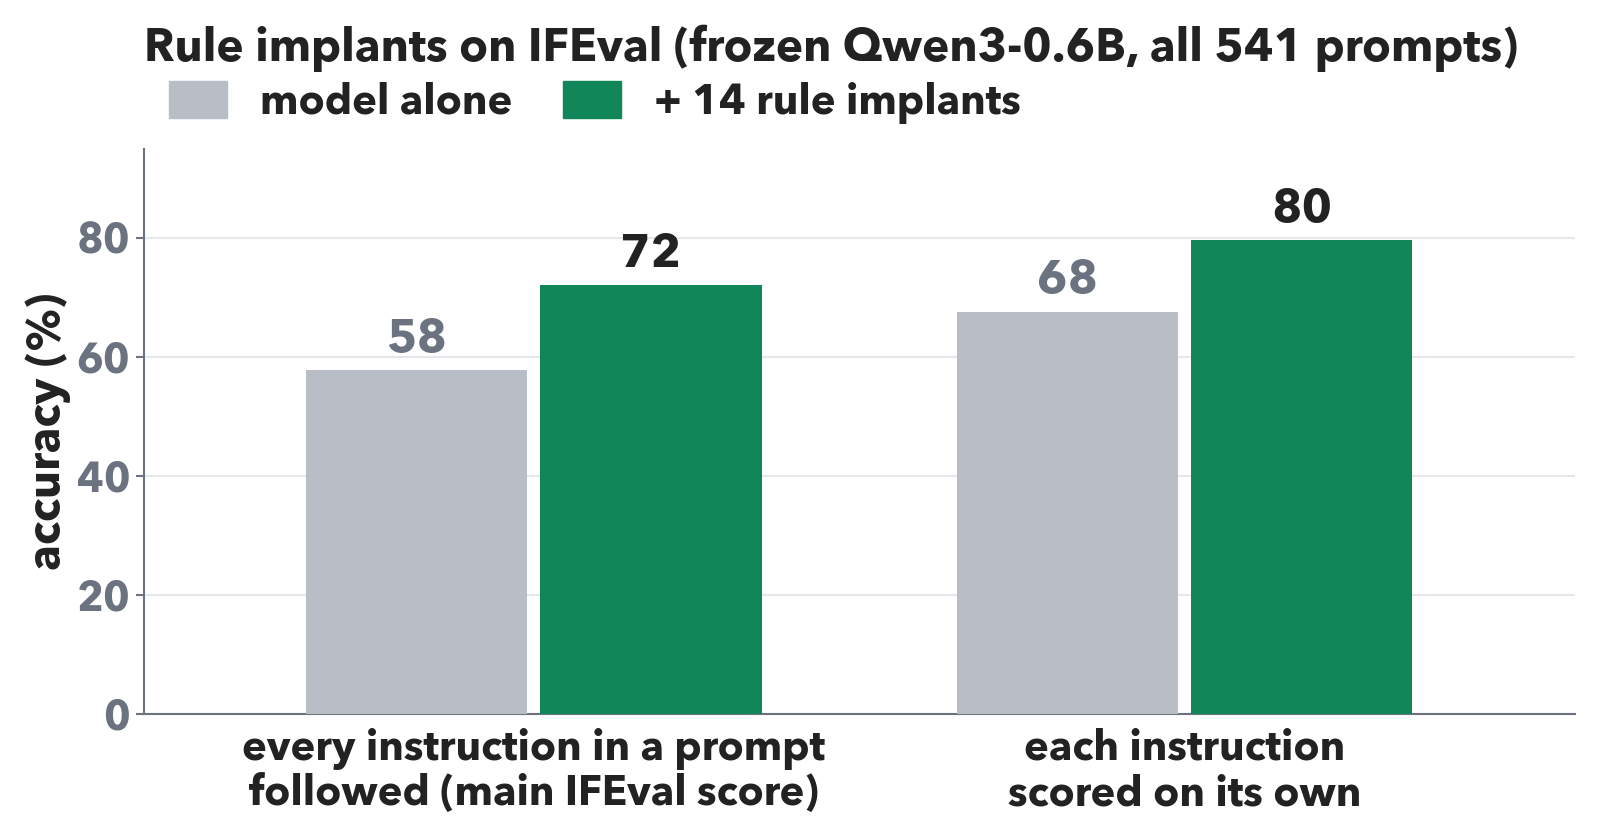 Rule implants on IFEval (frozen Qwen3-0.6B, all 541 prompts)
model alone
+ 14 rule implants
accuracy (%)
80
60
40
20
0
58
72
68
80
every instruction in a prompt
followed (main IFEval score)
each instruction
scored on its own